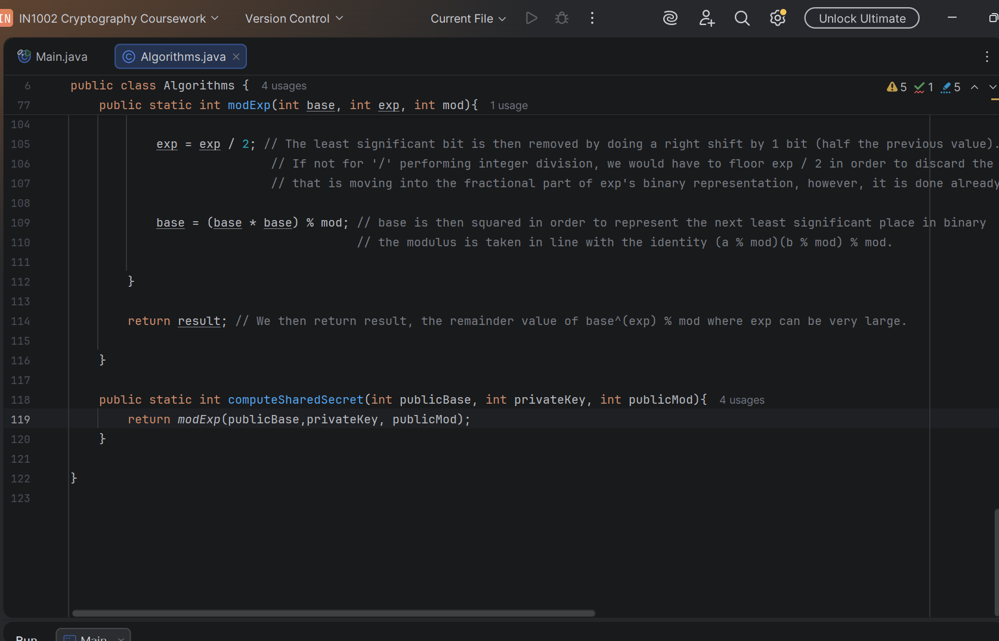 IN IN1002 Cryptography Coursework Version Control Current File Unlock Ultimate
Main.java Algorithms.java
6 public class Algorithms { 4 usages 5 1 5
77 public static int modExp(int base, int exp, int mod){ 1 usage
104
105 exp = exp / 2; // The least significant bit is then removed by doing a right shift by 1 bit (half the previous value).
106 // If not for '/' performing integer division, we would have to floor exp / 2 in order to discard the
107 // that is moving into the fractional part of exp's binary representation, however, it is done already
108
109 base = (base * base) % mod; // base is then squared in order to represent the next least significant place in binary
110 // the modulus is taken in line with the identity (a % mod)(b % mod) % mod.
111
112 }
113
114 return result; // We then return result, the remainder value of base^(exp) % mod where exp can be very large.
115
116 }
117
118 public static int computeSharedSecret(int publicBase, int privateKey, int publicMod){ 4 usages
119 return modExp(publicBase,privateKey, publicMod);
120 }
121
122 }
123
Run Main